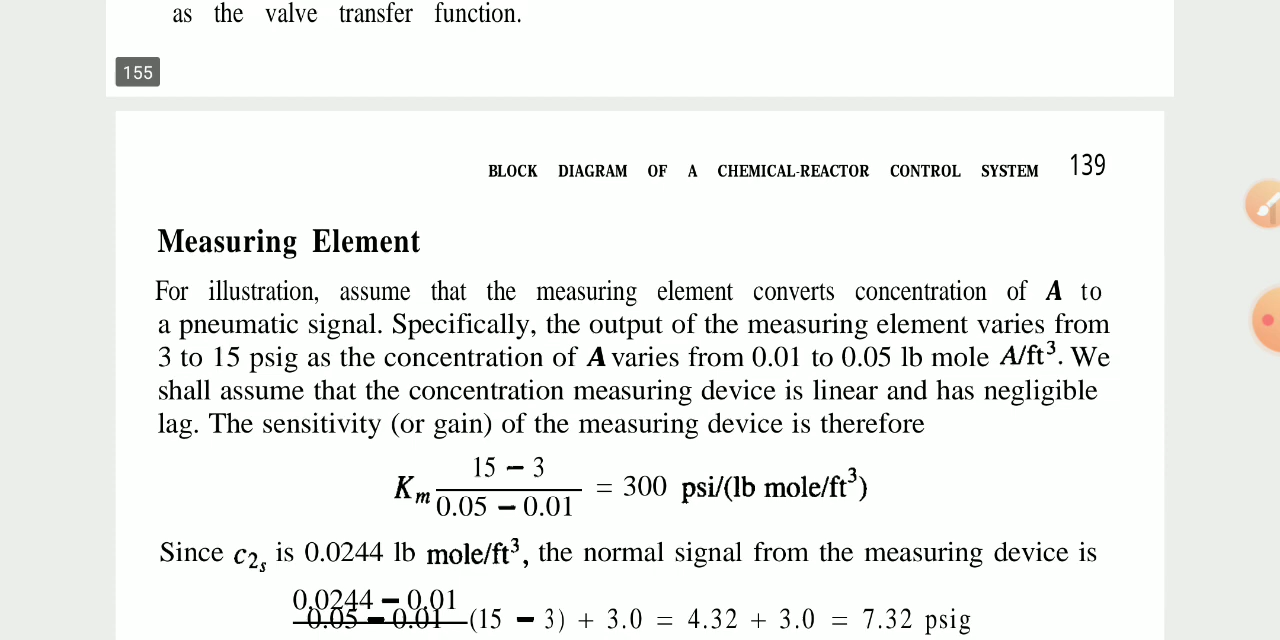 as the valve transfer function.
155
BLOCK DIAGRAM OF A CHEMICAL-REACTOR CONTROL SYSTEM 139
Measuring Element
For illustration, assume that the measuring element converts concentration of A to
a pneumatic signal. Specifically, the output of the measuring element varies from
3 to 15 psig as the concentration of A varies from 0.01 to 0.05 lb mole A/ft³. We
shall assume that the concentration measuring device is linear and has negligible
lag. The sensitivity (or gain) of the measuring device is therefore
15 − 3
Kₘ ――― = 300 psi/(lb mole/ft³)
0.05 − 0.01
Since c₂ₛ is 0.0244 lb mole/ft³, the normal signal from the measuring device is
0.0244 − 0.01
0.05 − 0.01 (15 − 3) + 3.0 = 4.32 + 3.0 = 7.32 psig